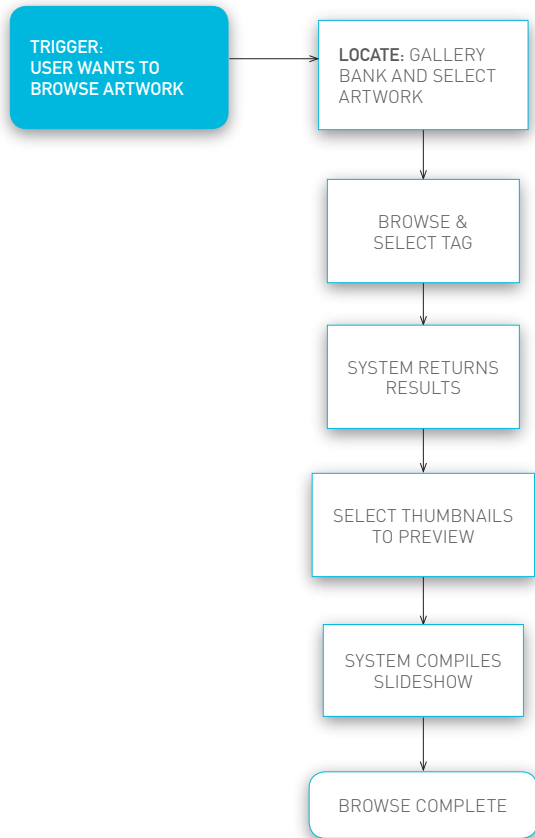 TRIGGER:
USER WANTS TO
BROWSE ARTWORK
LOCATE: GALLERY
BANK AND SELECT
ARTWORK
BROWSE &
SELECT TAG
SYSTEM RETURNS
RESULTS
SELECT THUMBNAILS
TO PREVIEW
SYSTEM COMPILES
SLIDESHOW
BROWSE COMPLETE